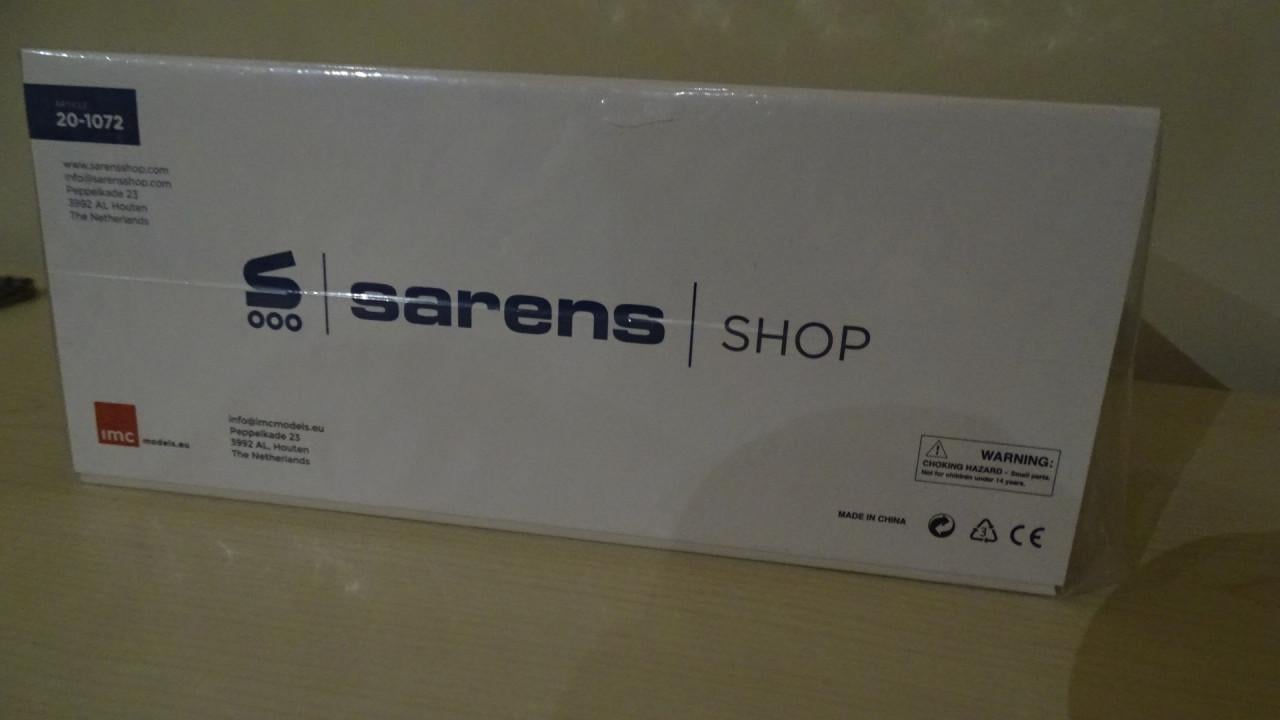 ARTICLE
20-1072
www.sarensshop.com
info@sarensshop.com
Peppelkade 23
3992 AL Houten
The Netherlands
sarens SHOP
imc models.eu
info@imcmodels.eu
Peppelkade 23
3992 AL, Houten
The Netherlands
WARNING:
CHOKING HAZARD - Small parts.
Not for children under 14 years.
MADE IN CHINA
3
CE